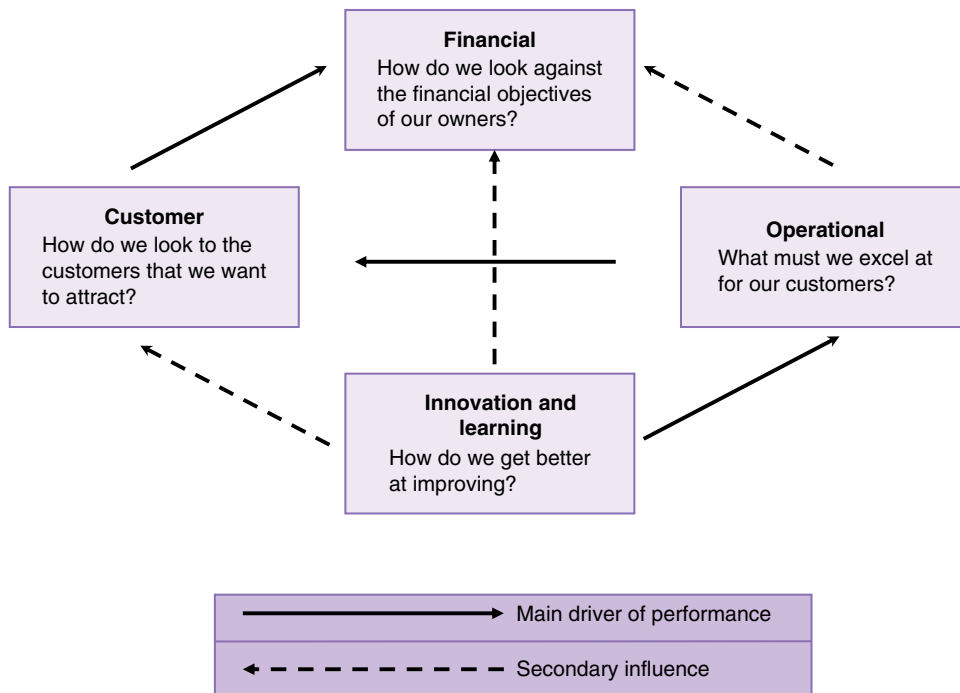 Financial
How do we look against
the financial objectives
of our owners?
Customer
How do we look to the
customers that we want
to attract?
Operational
What must we excel at
for our customers?
Innovation and
learning
How do we get better
at improving?
Main driver of performance
Secondary influence